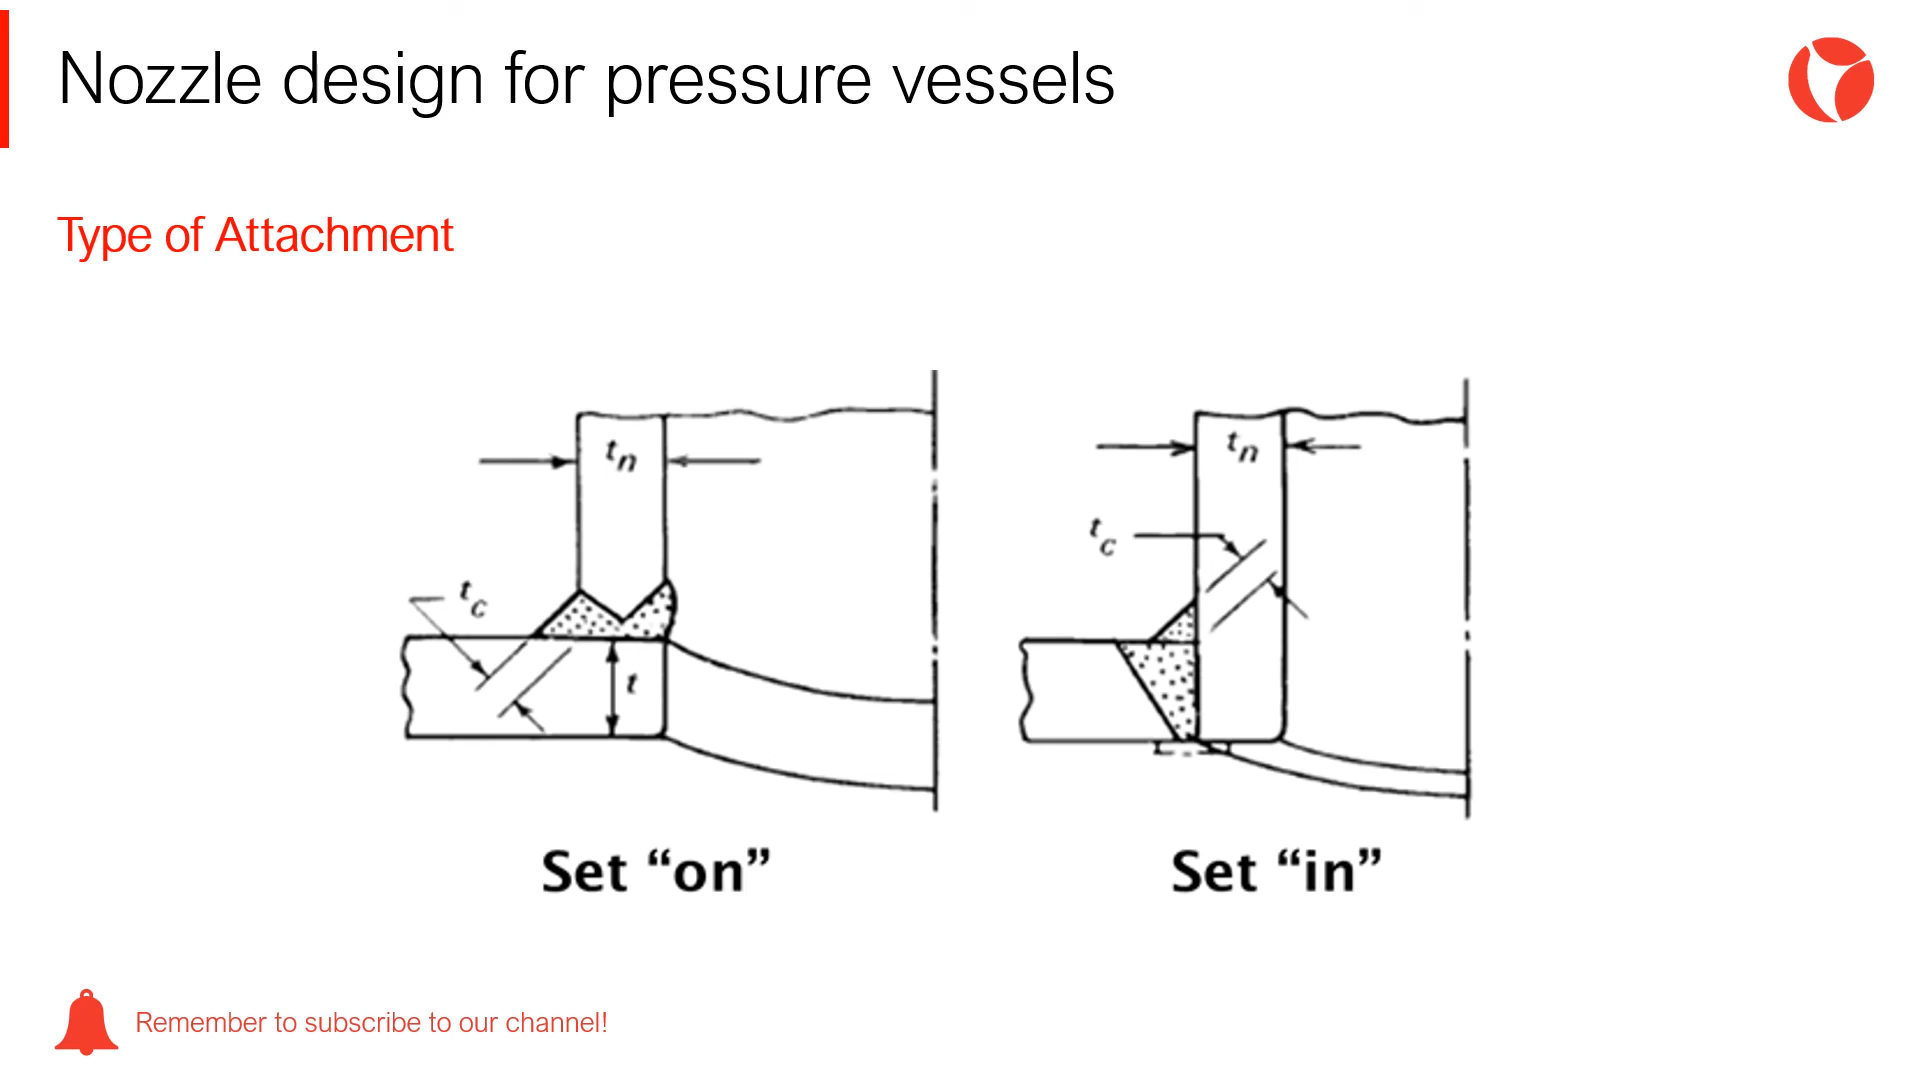 Nozzle design for pressure vessels
Type of Attachment
tn
tc
t
Set “on”
tn
tc
Set “in”
Remember to subscribe to our channel!